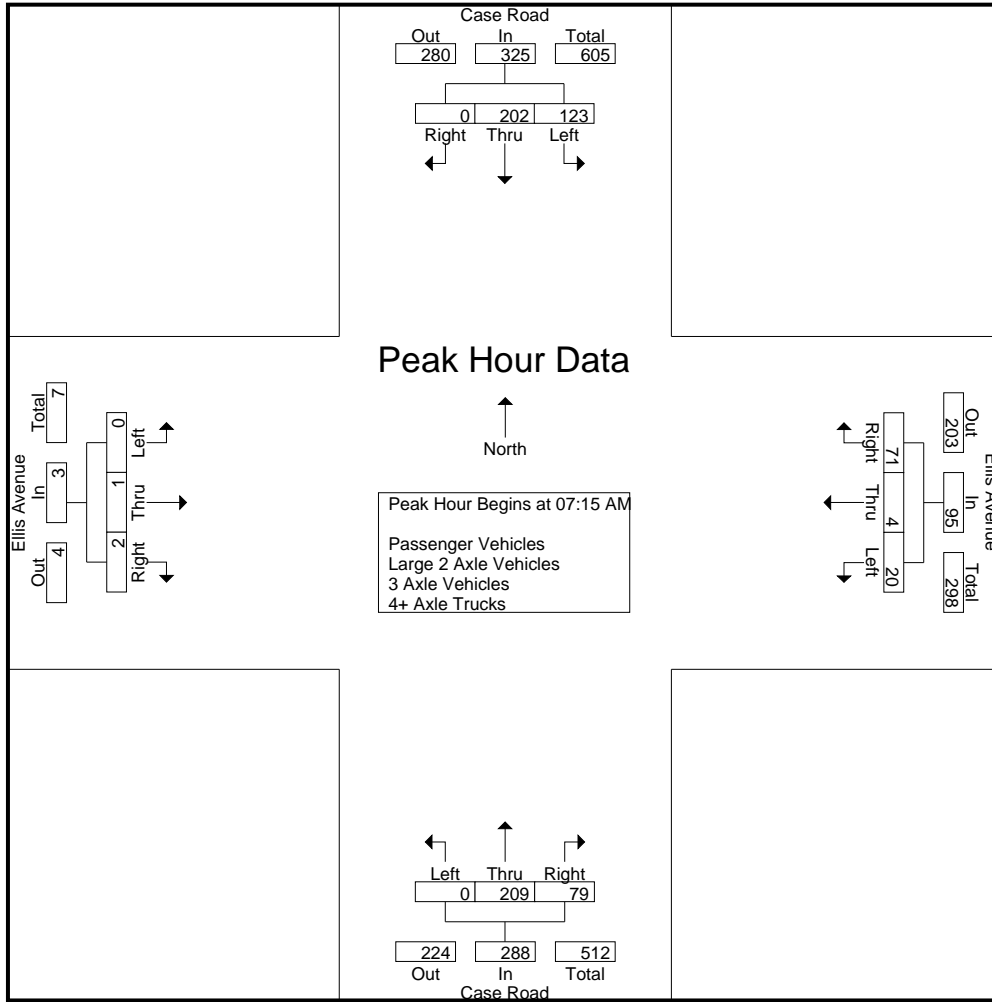 Case Road
Out In Total
280 325 605
0 202 123
Right Thru Left
Peak Hour Data
North
Peak Hour Begins at 07:15 AM
Passenger Vehicles
Large 2 Axle Vehicles
3 Axle Vehicles
4+ Axle Trucks
Ellis Avenue
Out In Total
4 3 7
Right Thru Left
2 1 0
Ellis Avenue
Out In Total
203 95 298
Right Thru Left
71 4 20
Left Thru Right
0 209 79
224 288 512
Out In Total
Case Road